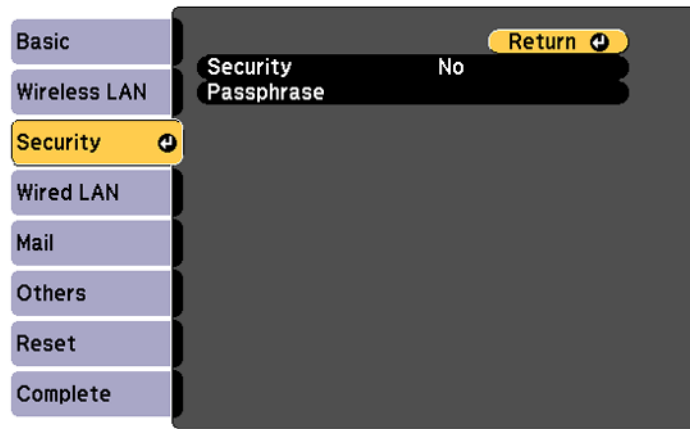 Basic
Wireless LAN
Security
Wired LAN
Mail
Others
Reset
Complete
Return
Security No
Passphrase